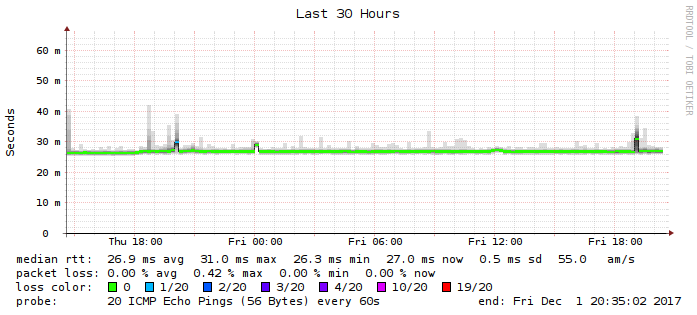 Last 30 Hours
RRDTOOL / TOBI OETIKER
Seconds
60 m
50 m
40 m
30 m
20 m
10 m
0
Thu 18:00 Fri 00:00 Fri 06:00 Fri 12:00 Fri 18:00
median rtt: 26.9 ms avg 31.0 ms max 26.3 ms min 27.0 ms now 0.5 ms sd 55.0 am/s
packet loss: 0.00 % avg 0.42 % max 0.00 % min 0.00 % now
loss color: 0 1/20 2/20 3/20 4/20 10/20 19/20
probe: 20 ICMP Echo Pings (56 Bytes) every 60s end: Fri Dec 1 20:35:02 2017